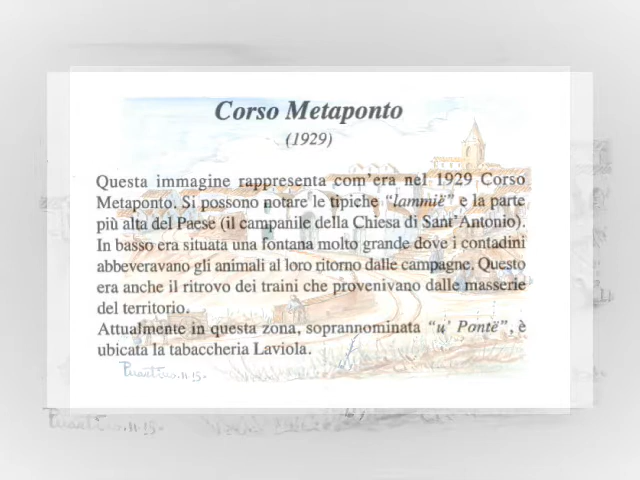 Corso Metaponto
(1929)
Questa immagine rappresenta com'era nel 1929 Corso
Metaponto. Si possono notare le tipiche "lammië" e la parte
più alta del Paese (il campanile della Chiesa di Sant'Antonio).
In basso era situata una fontana molto grande dove i contadini
abbeveravano gli animali al loro ritorno dalle campagne. Questo
era anche il ritrovo dei traini che provenivano dalle masserie
del territorio.
Attualmente in questa zona, soprannominata "u' Pontë", è
ubicata la tabaccheria Laviola.